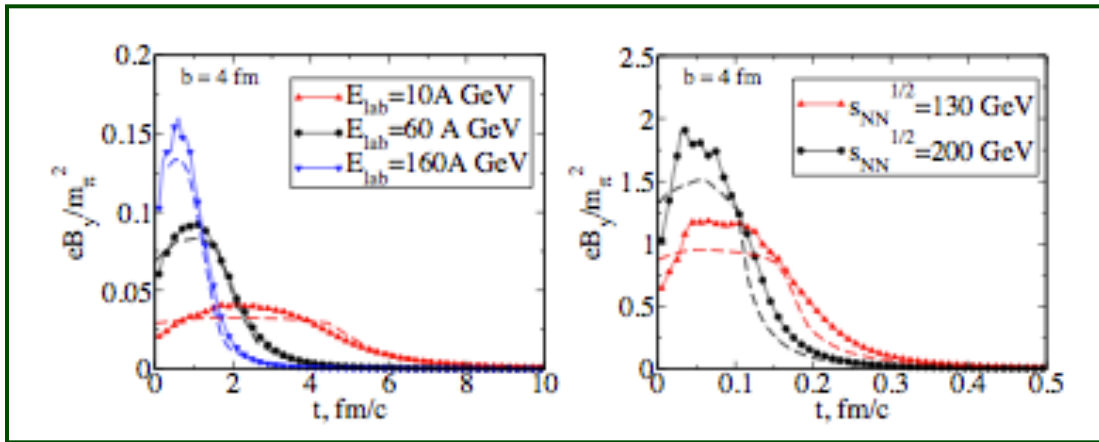 0.2
0.15
0.1
0.05
0
eB_y/m_π^2
b = 4 fm
E_lab=10A GeV
E_lab=60 A GeV
E_lab=160A GeV
0 2 4 6 8 10
t, fm/c
2.5
2
1.5
1
0.5
0
eB_y/m_π^2
b = 4 fm
s_NN^1/2=130 GeV
s_NN^1/2=200 GeV
0 0.1 0.2 0.3 0.4 0.5
t, fm/c